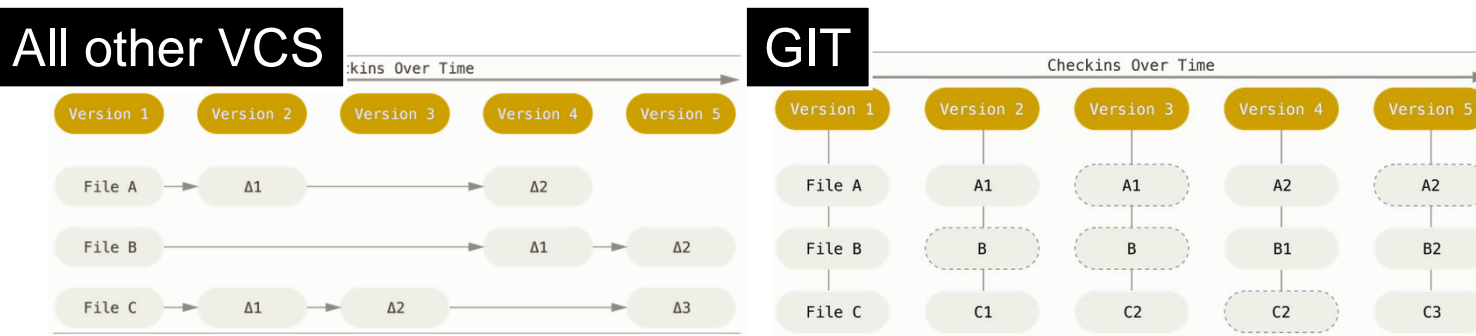 All other VCS
kins Over Time
Version 1 Version 2 Version 3 Version 4 Version 5
File A Δ1 Δ2
File B Δ1 Δ2
File C Δ1 Δ2 Δ3
GIT
Checkins Over Time
Version 1 Version 2 Version 3 Version 4 Version 5
File A A1 A1 A2 A2
File B B B B1 B2
File C C1 C2 C2 C3